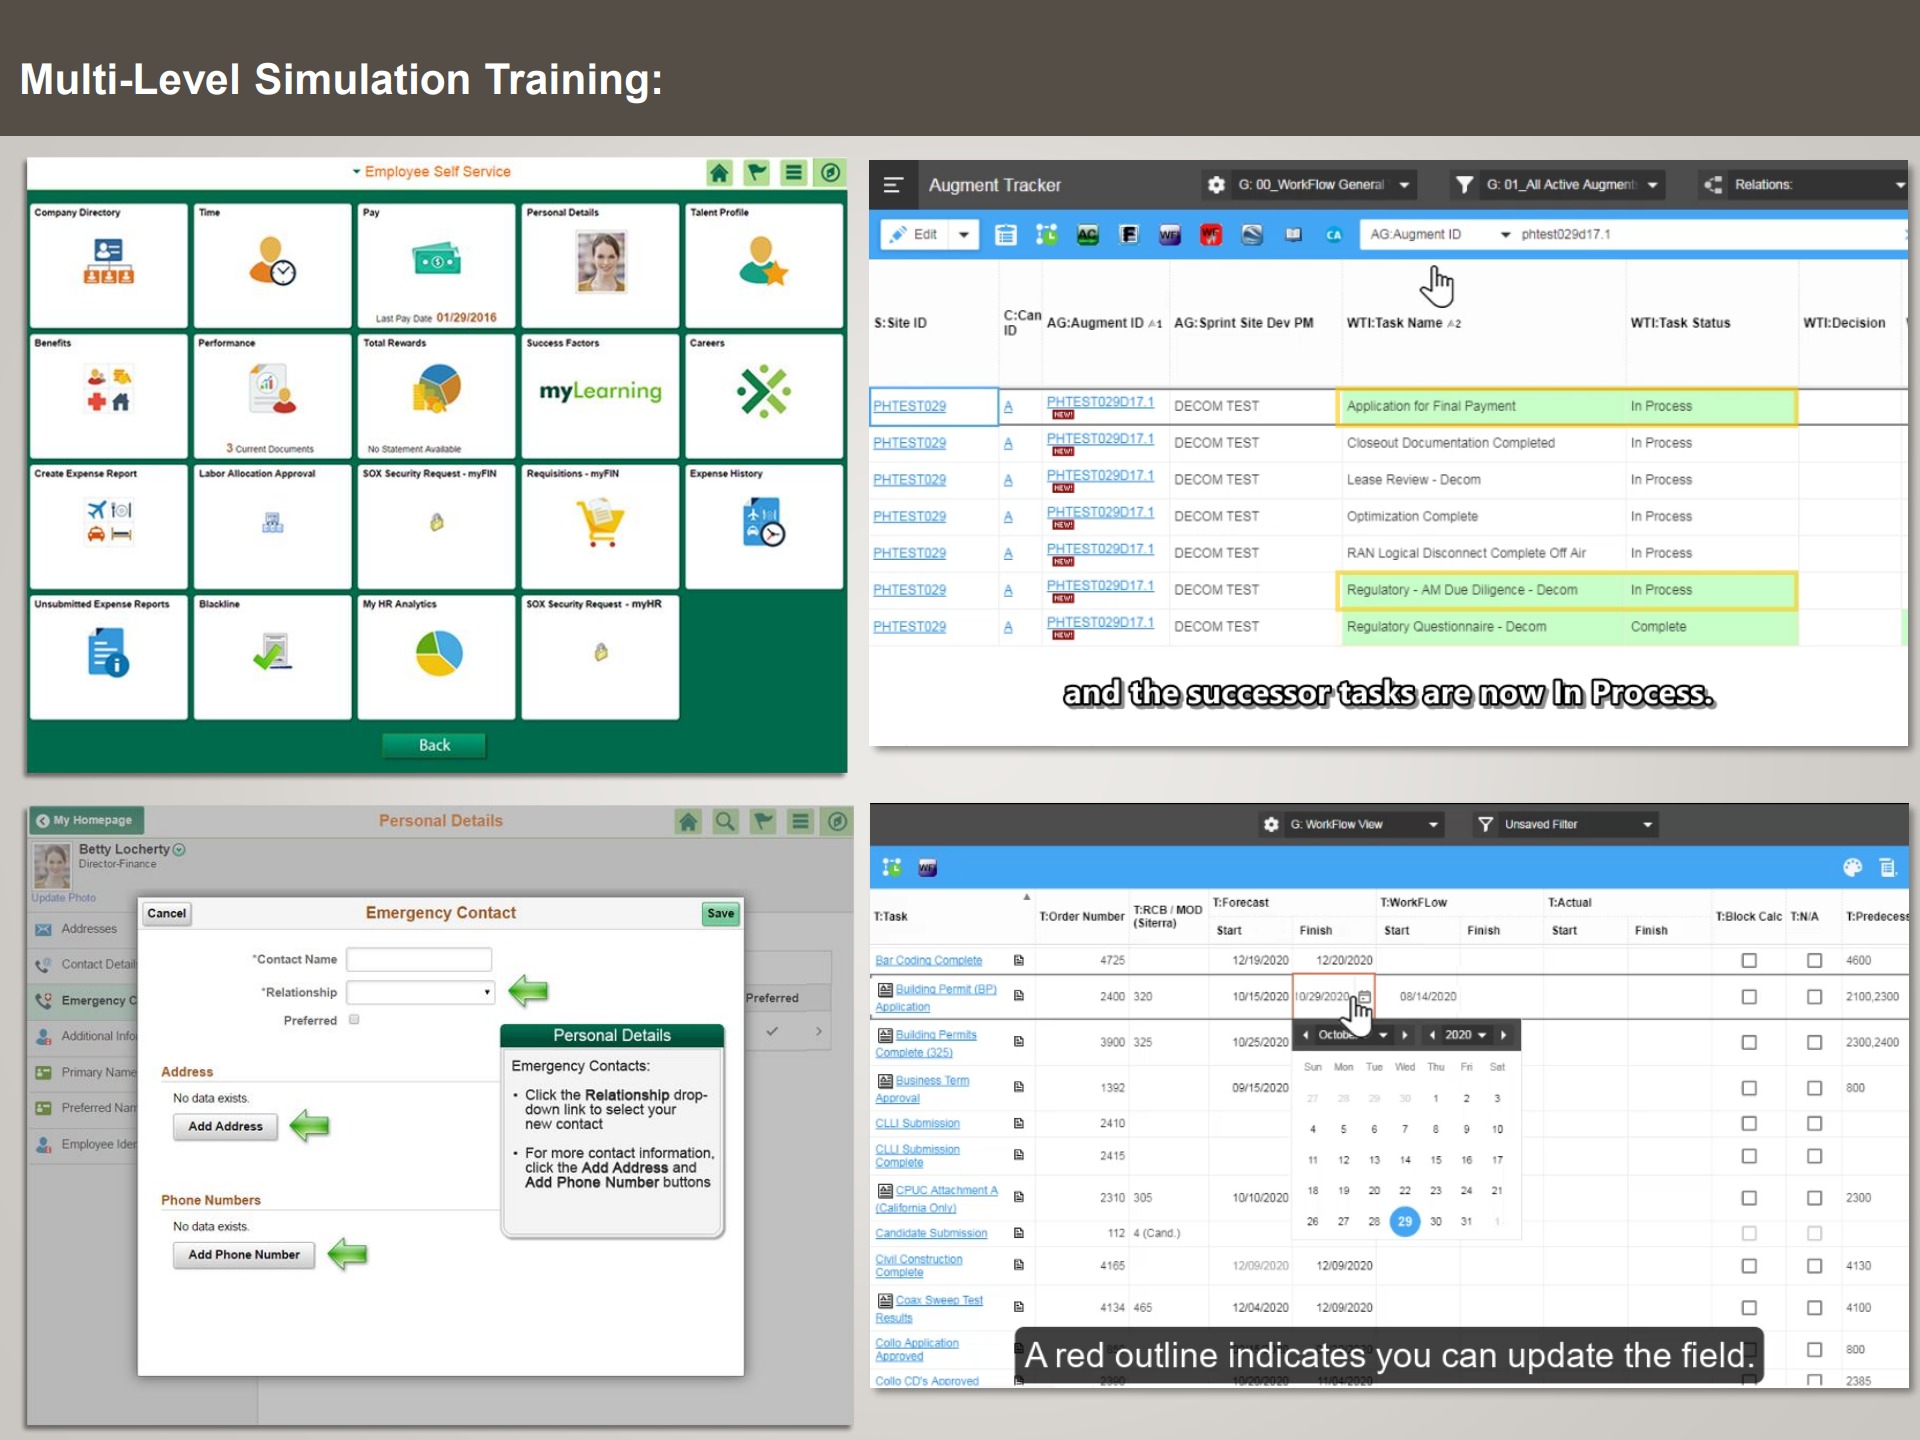 Multi-Level Simulation Training:
Employee Self Service
Company Directory
Time
Pay
Last Pay Date 01/29/2016
Personal Details
Talent Profile
Benefits
Performance
3 Current Documents
Total Rewards
No Statement Available
Success Factors
myLearning
Careers
Create Expense Report
Labor Allocation Approval
SOX Security Request - myFIN
Requisitions - myFIN
Expense History
Unsubmitted Expense Reports
Blackline
My HR Analytics
SOX Security Request - myHR
Back
Augment Tracker
G: 00_WorkFlow General
G: 01_All Active Augment
Relations:
Edit
AC
WF
CA
AG:Augment ID
phtest029d17.1
S:Site ID
C:Can ID
AG:Augment ID 1
AG:Sprint Site Dev PM
WTI:Task Name 2
WTI:Task Status
WTI:Decision
PHTEST029 A PHTEST029D17.1 NEW! DECOM TEST Application for Final Payment In Process
PHTEST029 A PHTEST029D17.1 NEW! DECOM TEST Closeout Documentation Completed In Process
PHTEST029 A PHTEST029D17.1 NEW! DECOM TEST Lease Review - Decom In Process
PHTEST029 A PHTEST029D17.1 NEW! DECOM TEST Optimization Complete In Process
PHTEST029 A PHTEST029D17.1 NEW! DECOM TEST RAN Logical Disconnect Complete Off Air In Process
PHTEST029 A PHTEST029D17.1 NEW! DECOM TEST Regulatory - AM Due Diligence - Decom In Process
PHTEST029 A PHTEST029D17.1 NEW! DECOM TEST Regulatory Questionnaire - Decom Complete
and the successor tasks are now In Process.
My Homepage
Personal Details
Betty Locherty
Director-Finance
Update Photo
Addresses
Contact Detail
Emergency C
Additional Info
Primary Name
Preferred Nam
Employee Iden
Preferred
Cancel
Emergency Contact
Save
*Contact Name
*Relationship
Preferred
Address
No data exists.
Add Address
Phone Numbers
No data exists.
Add Phone Number
Personal Details
Emergency Contacts:
• Click the Relationship drop-
down link to select your
new contact
• For more contact information,
click the Add Address and
Add Phone Number buttons
G: WorkFlow View
Unsaved Filter
WF
T:Task
T:Order Number
T:RCB / MOD
(Siterra)
T:Forecast
Start Finish
T:WorkFLow
Start Finish
T:Actual
Start Finish
T:Block Calc
T:N/A
T:Predecess
Bar Coding Complete 4725 12/19/2020 12/20/2020 4600
Building Permit (BP)
Application 2400 320 10/15/2020 10/29/2020 08/14/2020 2100,2300
Building Permits
Complete (325) 3900 325 10/25/2020 2300,2400
Business Term
Approval 1392 09/15/2020 800
CLLI Submission 2410
CLLI Submission
Complete 2415
CPUC Attachment A
(California Only) 2310 305 10/10/2020 2300
Candidate Submission 112 4 (Cand.)
Civil Construction
Complete 4165 12/09/2020 12/09/2020 4130
Coax Sweep Test
Results 4134 465 12/04/2020 12/09/2020 4100
Collo Application
Approved 800
Collo CD's Approved 2390 10/20/2020 11/04/2020 2385
Octobe 2020
Sun Mon Tue Wed Thu Fri Sat
27 28 29 30 1 2 3
4 5 6 7 8 9 10
11 12 13 14 15 16 17
18 19 20 21 22 23 24
26 27 28 29 30 31 1
A red outline indicates you can update the field.